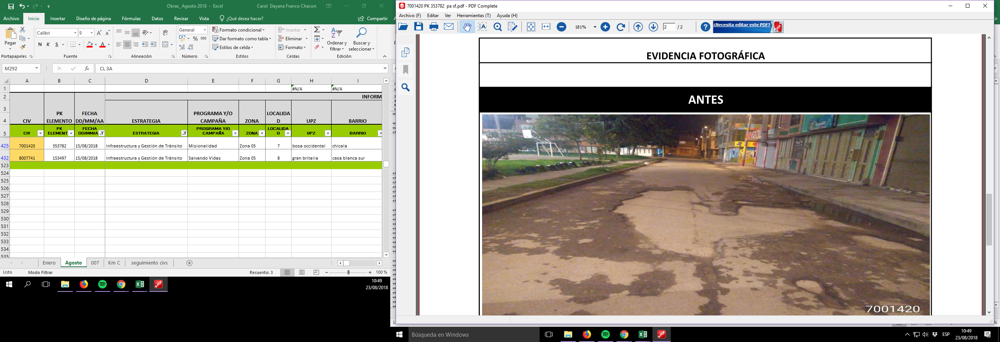 Obras_ Agosto 2018 - Excel
Carol Dayana Franco Chacon
Archivo Inicio Insertar Diseño de página Fórmulas Datos Revisar Vista ¿Qué desea hacer? Compartir
Pegar
Calibri 9
N K S
General
% 000
Formato condicional
Dar formato como tabla
Estilos de celda
Insertar
Eliminar
Formato
Ordenar y filtrar
Buscar y seleccionar
Portapapeles Fuente Alineación Número Estilos Celdas Edición
M292 fx CL 3A
A B C D E F G H I
1 #N/A #N/A
2 INFORM
3
4 CIV PK ELEMENTO FECHA DD/MM/AA ESTRATEGIA PROGRAMA Y/O CAMPAÑA ZONA LOCALIDA D UPZ BARRIO
5 CIV PK ELEMENT FECHA DD/MM/A ESTRATEGIA PROGRAMA Y/O CAMPAÑA ZONA LOCALIDA D UPZ BARRIO
425 7001420 353782 15/08/2018 Infraestructura y Gestión de Tránsito Misionalidad Zona 05 7 bosa occidental chicala
432 8007741 153497 15/08/2018 Infraestructura y Gestión de Tránsito Salvando Vidas Zona 05 8 gran britalia casa blanca sur
523
524
525
526
527
528
529
530
531
532
533
534
535
Enero Agosto 007 Km C seguimiento civs
Listo Modo Filtrar Recuento: 3 100 %
10:49
23/08/2018
7001420 PK 353782 pa sf.pdf - PDF Complete
Archivo (F) Editar Ver Herramientas (T) Ayuda (H)
181% 2 / 2 ¿Necesita editar este PDF?
EVIDENCIA FOTOGRÁFICA
ANTES
7001420
Búsqueda en Windows
ESP
10:49
23/08/2018